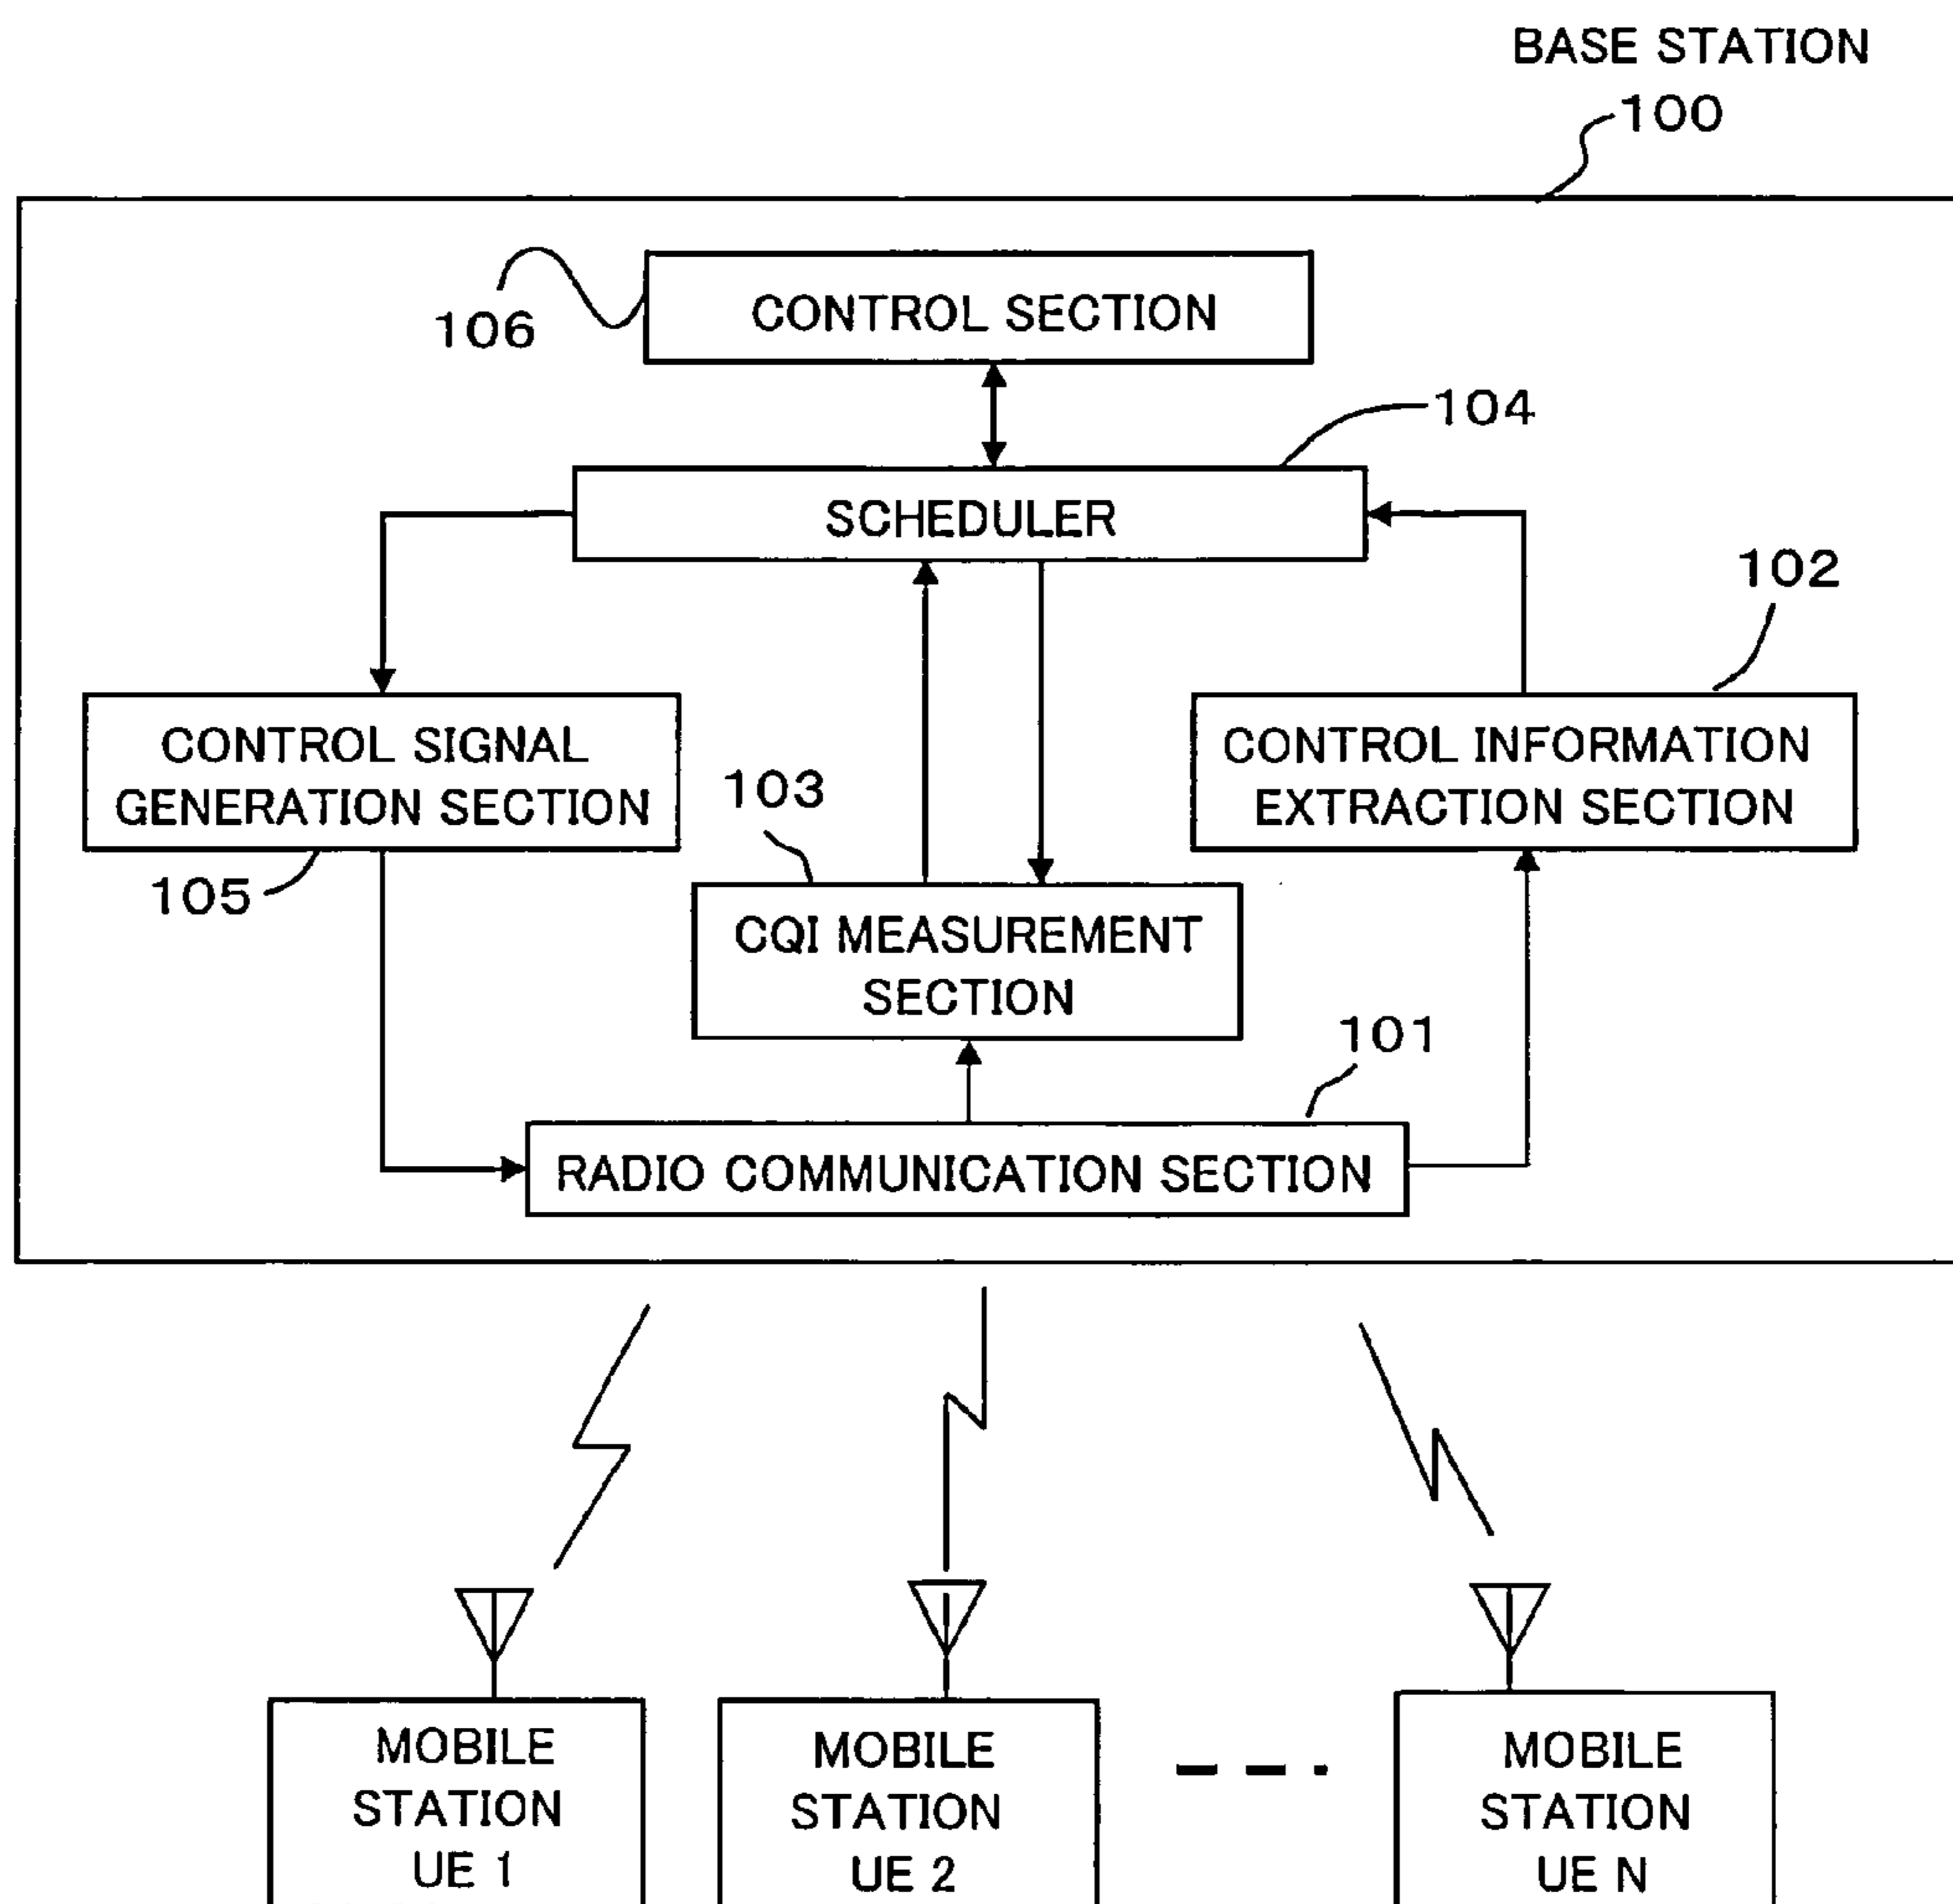 BASE STATION
100
CONTROL SECTION
106
104
SCHEDULER
102
CONTROL SIGNAL
GENERATION SECTION
CONTROL INFORMATION
EXTRACTION SECTION
103
105
CQI MEASUREMENT
SECTION
101
RADIO COMMUNICATION SECTION
MOBILE
STATION
UE 1
MOBILE
STATION
UE 2
MOBILE
STATION
UE N